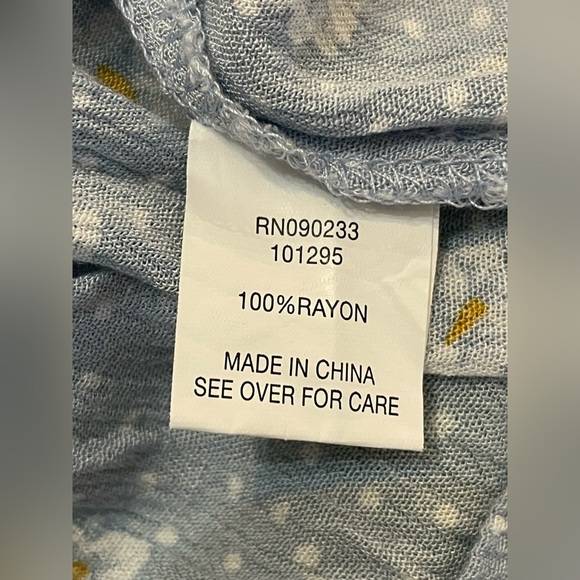 RN090233
101295
100%RAYON
MADE IN CHINA
SEE OVER FOR CARE